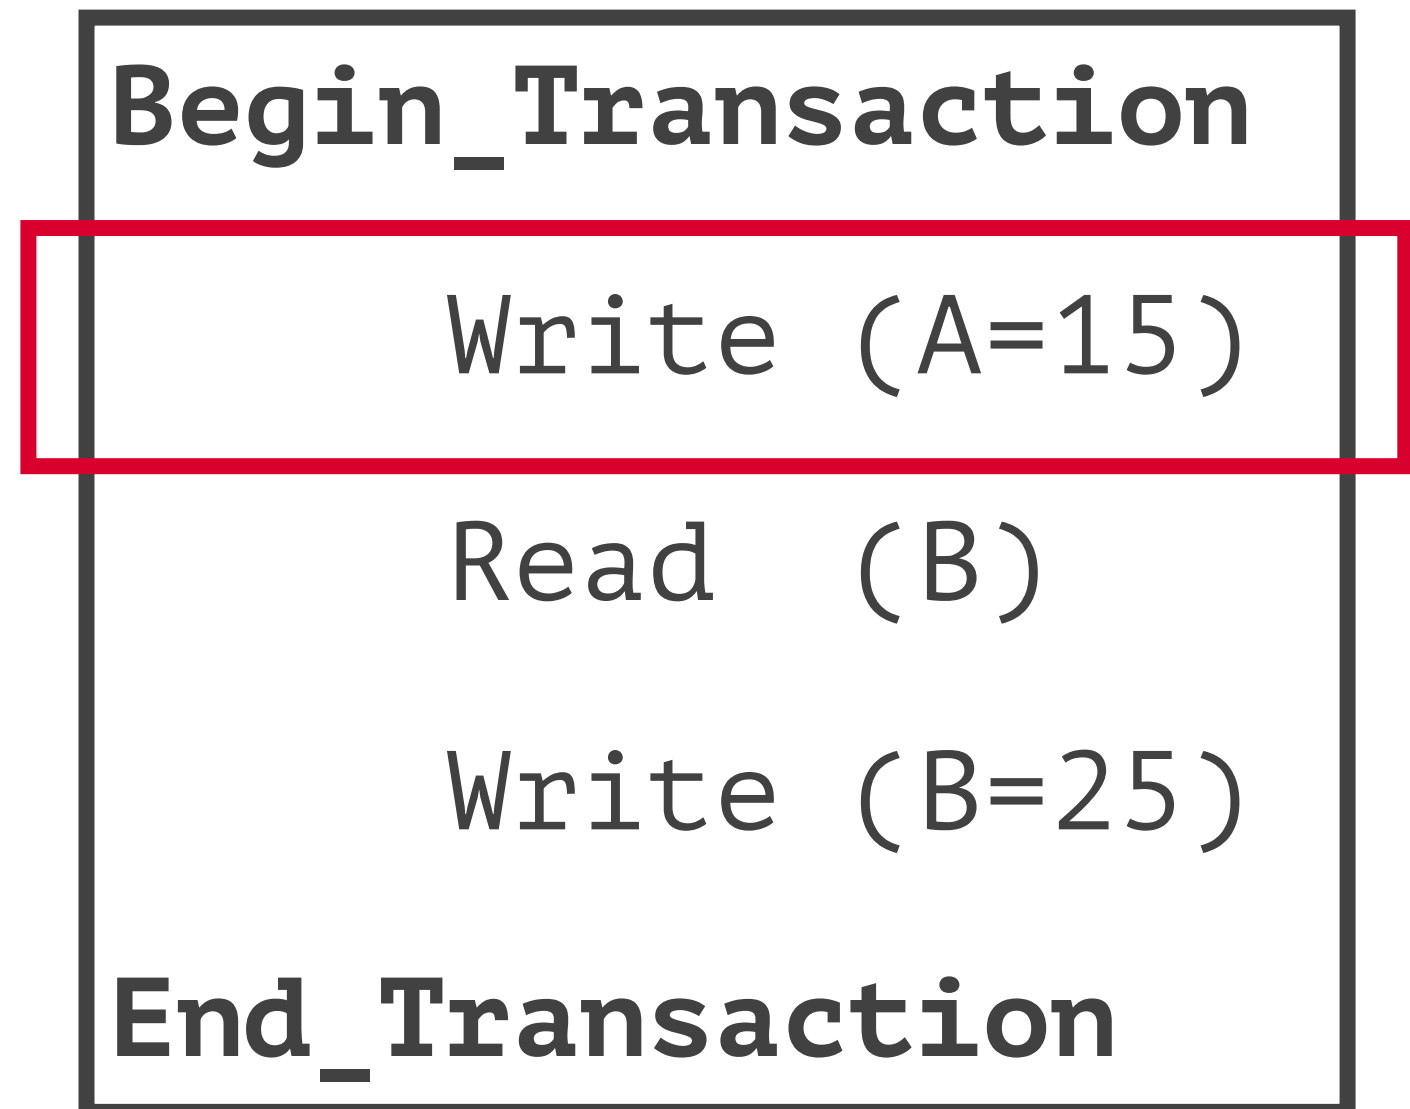 Begin_Transaction
Write (A=15)
Read  (B)
Write (B=25)
End_Transaction